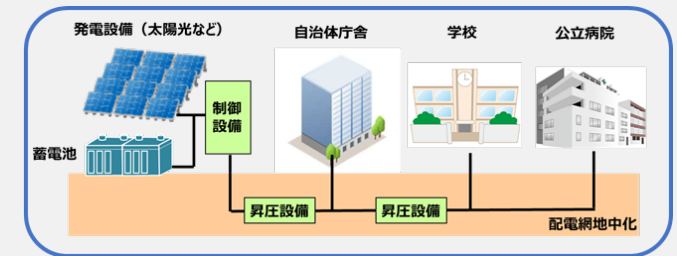 発電設備（太陽光など）
自治体庁舎
学校
公立病院
制御
設備
蓄電池
昇圧設備
昇圧設備
配電網地中化